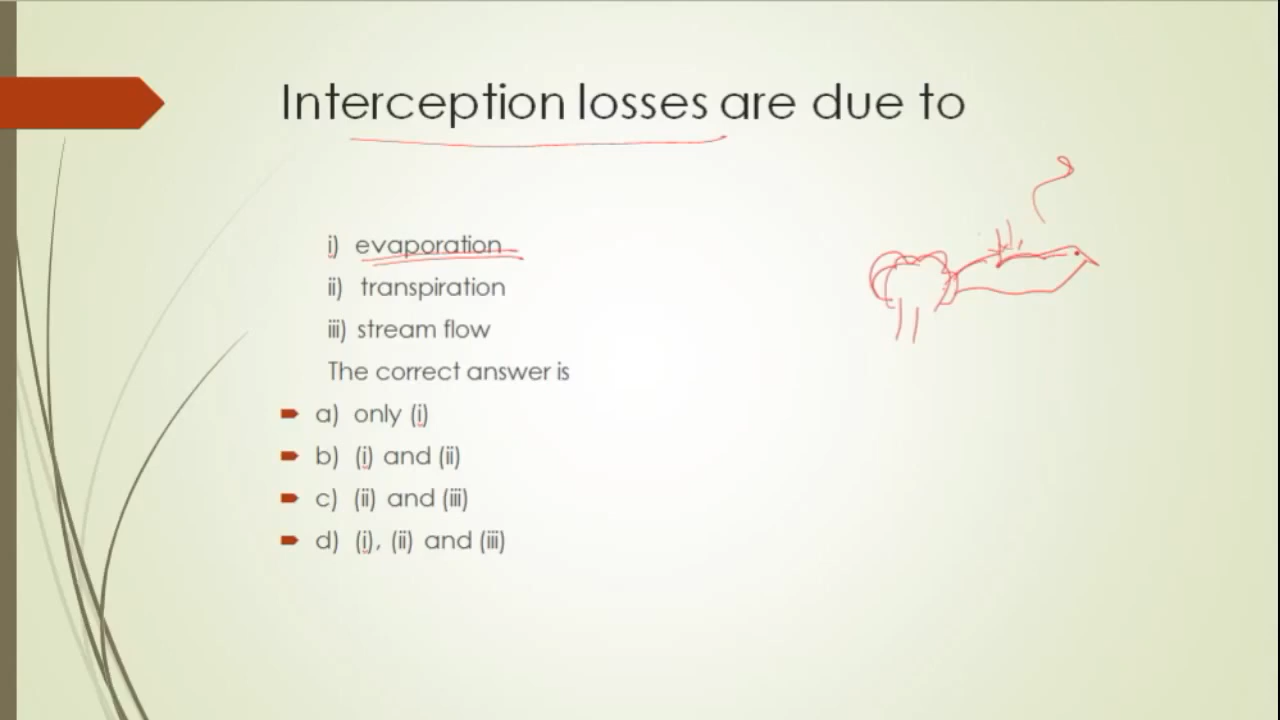 Interception losses are due to
i) evaporation
ii) transpiration
iii) stream flow
The correct answer is
a) only (i)
b) (i) and (ii)
c) (ii) and (iii)
d) (i), (ii) and (iii)